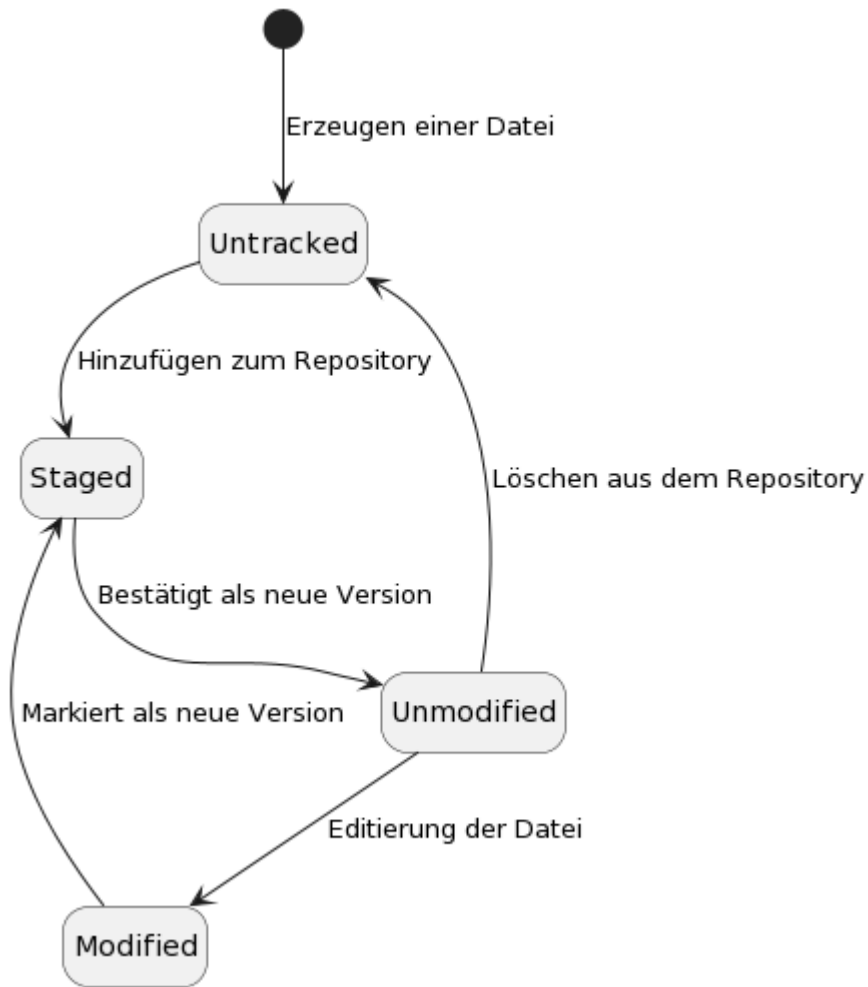 Erzeugen einer Datei
Untracked
Hinzufügen zum Repository
Staged
Löschen aus dem Repository
Bestätigt als neue Version
Markiert als neue Version
Unmodified
Editierung der Datei
Modified